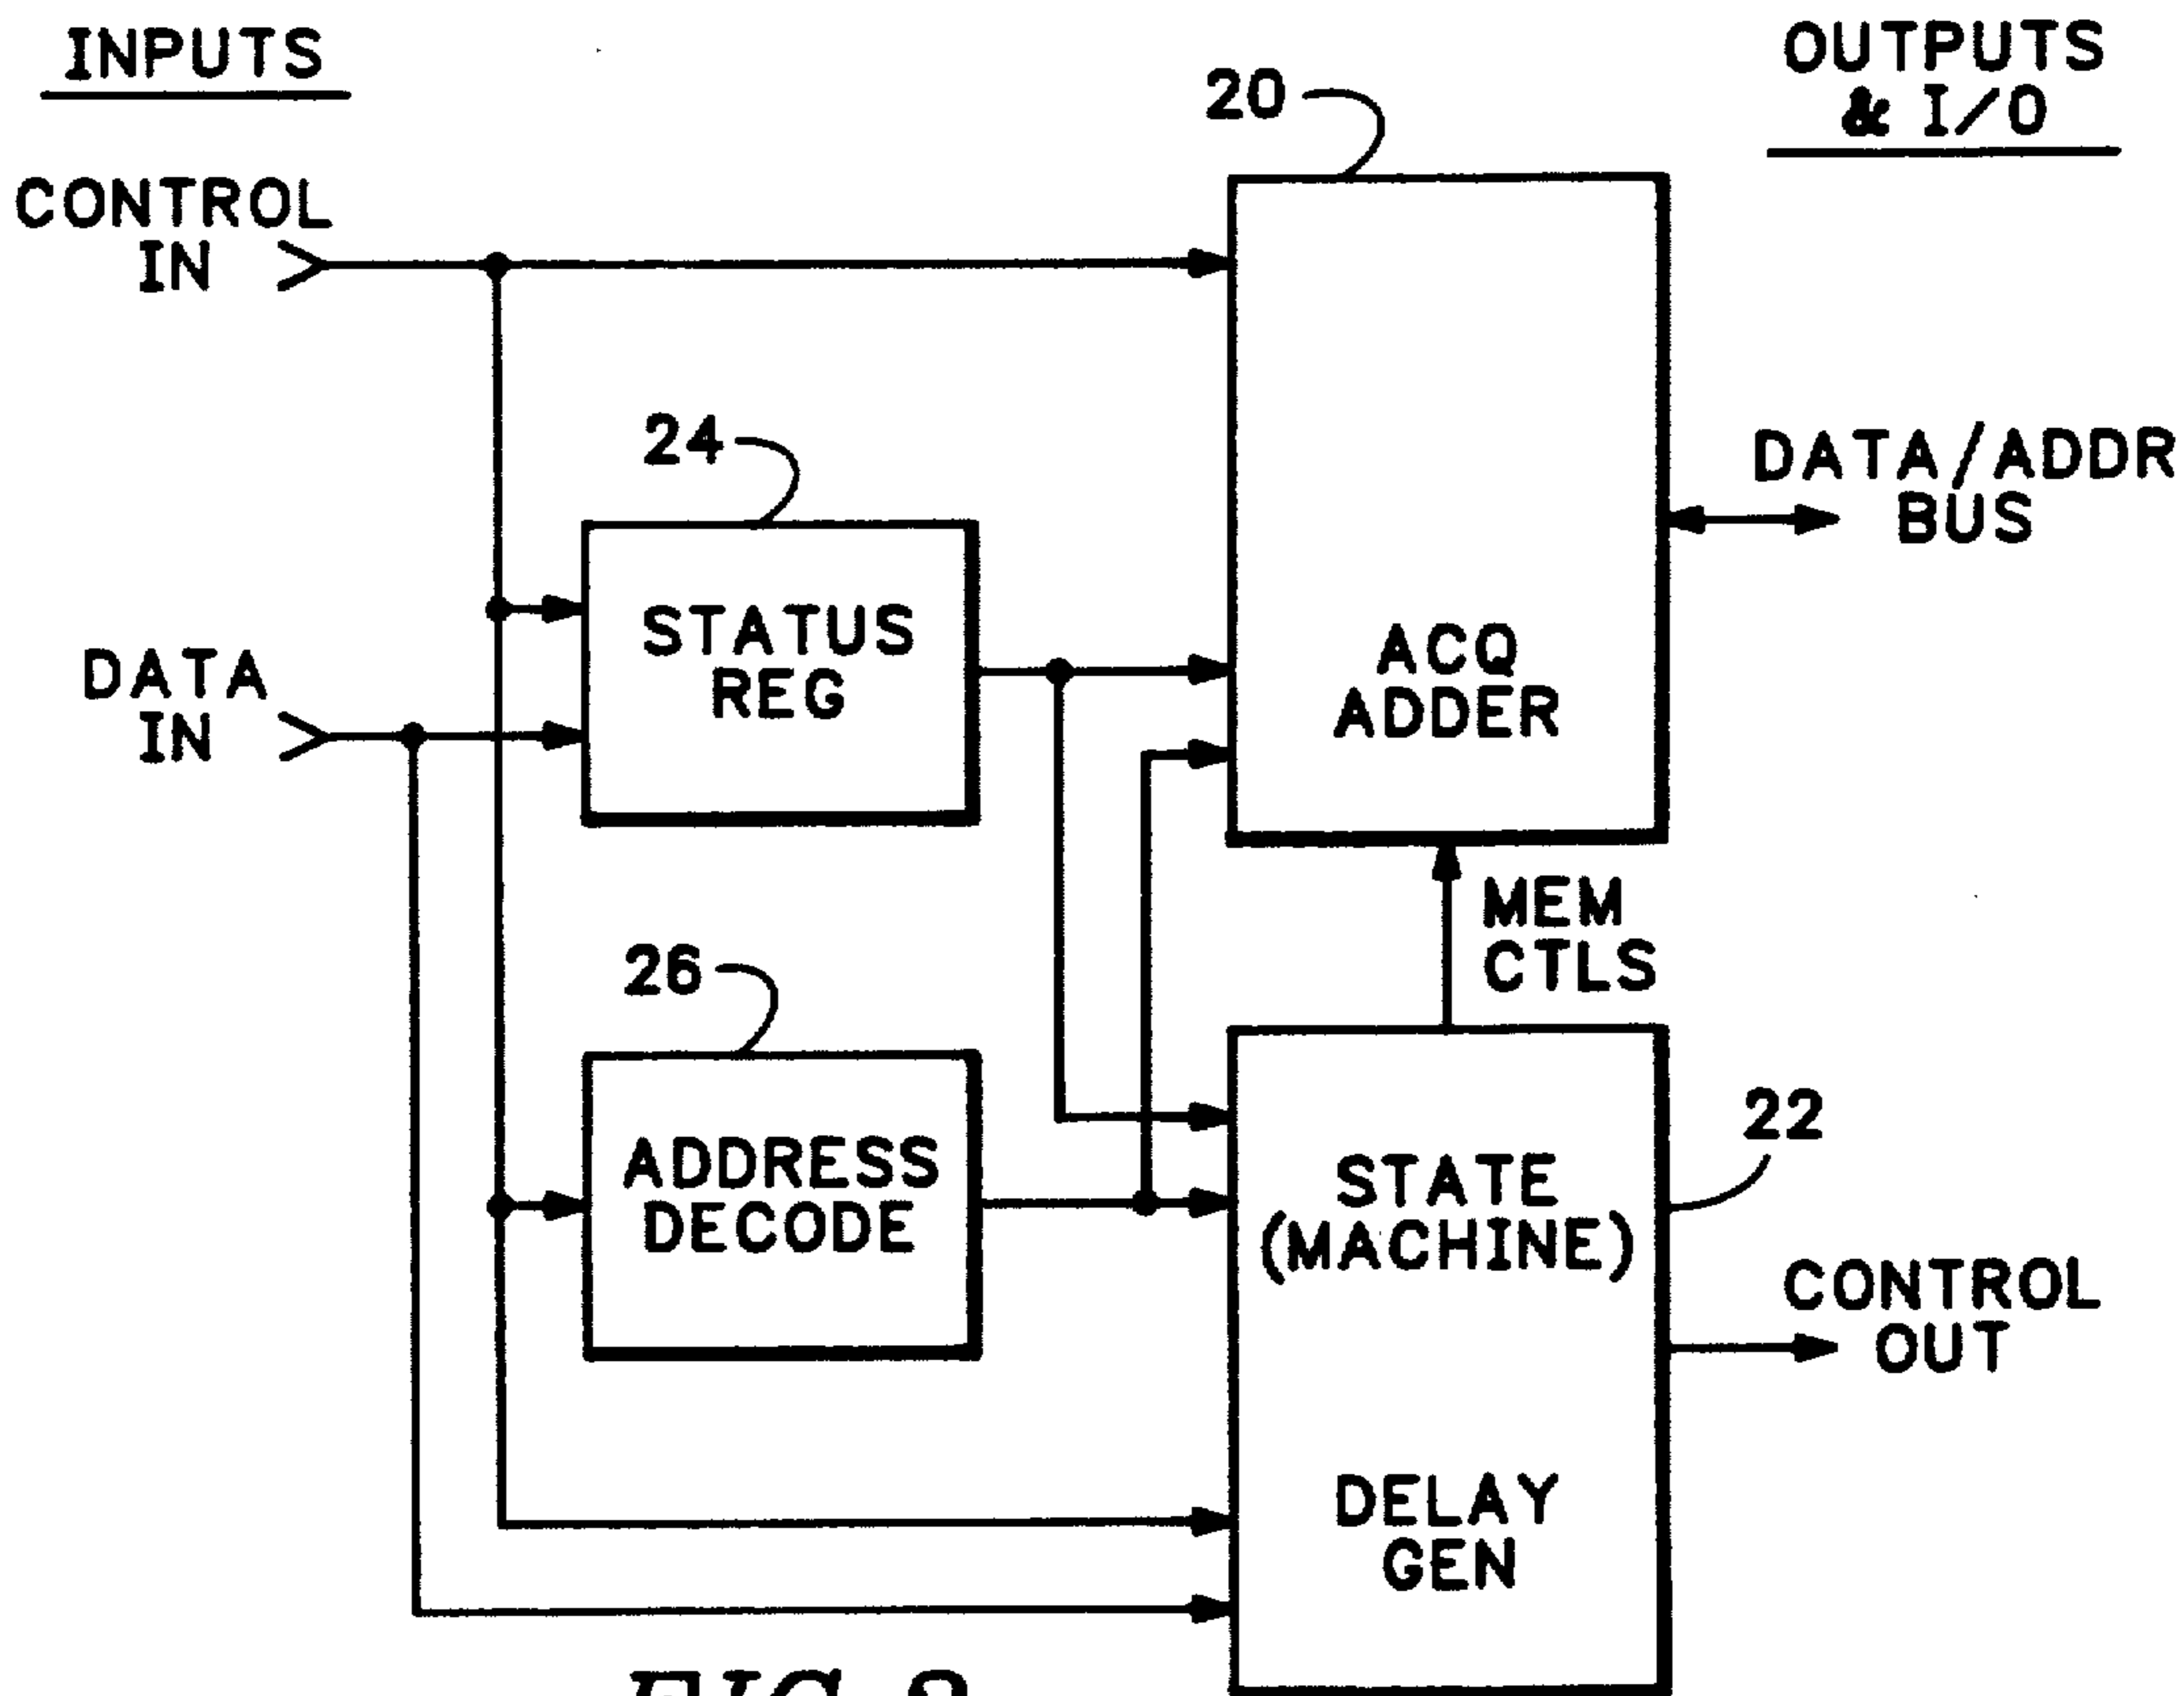 INPUTS
OUTPUTS
& I/O
20
CONTROL
IN
24
DATA/ADDR
BUS
STATUS
REG
ACQ
ADDER
DATA
IN
MEM
CTLS
26
22
ADDRESS
DECODE
STATE
(MACHINE)
CONTROL
OUT
DELAY
GEN